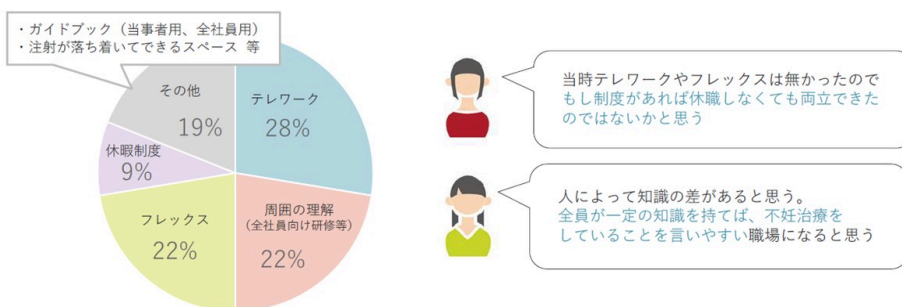 ・ガイドブック（当事者用、全社員用）
・注射が落ち着いてできるスペース 等
その他
19%
テレワーク
28%
休暇制度
9%
フレックス
22%
周囲の理解
（全社員向け研修等）
22%
当時テレワークやフレックスは無かったので
もし制度があれば休職しなくても両立できた
のではないかと思う
人によって知識の差があると思う。
全員が一定の知識を持てば、不妊治療を
していることを言いやすい職場になると思う